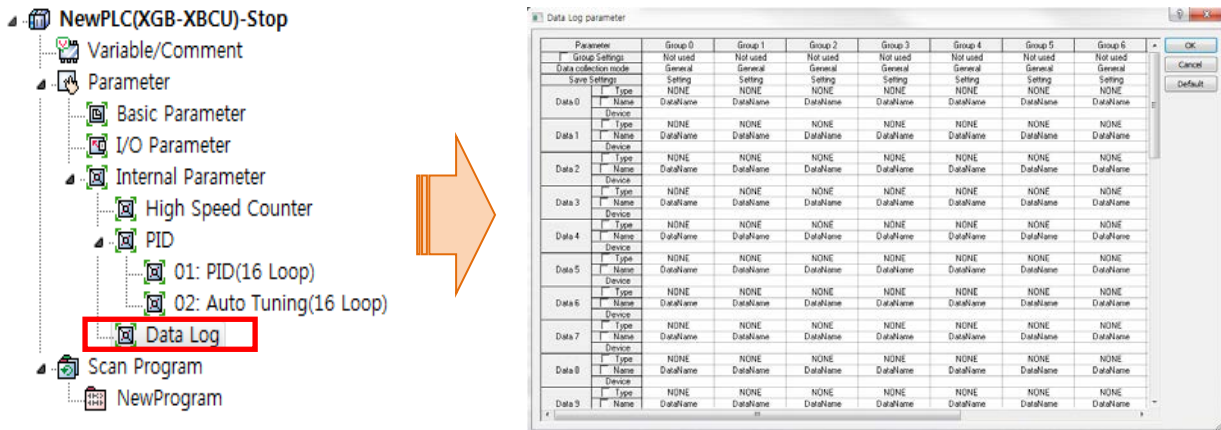 NewPLC(XGB-XBCU)-Stop
Variable/Comment
Parameter
Basic Parameter
I/O Parameter
Internal Parameter
High Speed Counter
PID
01: PID(16 Loop)
02: Auto Tuning(16 Loop)
Data Log
Scan Program
NewProgram
Data Log parameter
Parameter Group 0 Group 1 Group 2 Group 3 Group 4 Group 5 Group 6
Group Settings Not used Not used Not used Not used Not used Not used Not used
Data collection mode General General General General General General General
Save Settings Setting Setting Setting Setting Setting Setting Setting
Type NONE NONE NONE NONE NONE NONE NONE
Data 0 Name DataName DataName DataName DataName DataName DataName DataName
Device
Type NONE NONE NONE NONE NONE NONE NONE
Data 1 Name DataName DataName DataName DataName DataName DataName DataName
Device
Type NONE NONE NONE NONE NONE NONE NONE
Data 2 Name DataName DataName DataName DataName DataName DataName DataName
Device
Type NONE NONE NONE NONE NONE NONE NONE
Data 3 Name DataName DataName DataName DataName DataName DataName DataName
Device
Type NONE NONE NONE NONE NONE NONE NONE
Data 4 Name DataName DataName DataName DataName DataName DataName DataName
Device
Type NONE NONE NONE NONE NONE NONE NONE
Data 5 Name DataName DataName DataName DataName DataName DataName DataName
Device
Type NONE NONE NONE NONE NONE NONE NONE
Data 6 Name DataName DataName DataName DataName DataName DataName DataName
Device
Type NONE NONE NONE NONE NONE NONE NONE
Data 7 Name DataName DataName DataName DataName DataName DataName DataName
Device
Type NONE NONE NONE NONE NONE NONE NONE
Data 8 Name DataName DataName DataName DataName DataName DataName DataName
Device
Type NONE NONE NONE NONE NONE NONE NONE
Data 9 Name DataName DataName DataName DataName DataName DataName DataName
OK
Cancel
Default